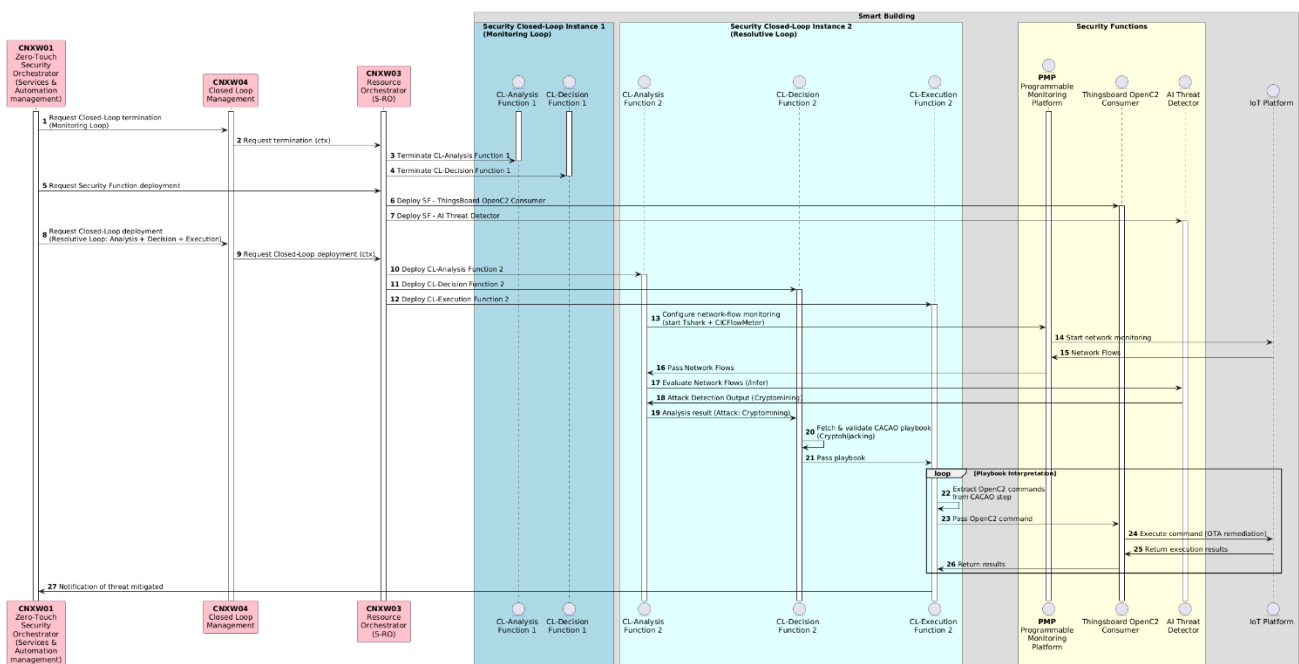 Smart Building
Security Closed-Loop Instance 1
(Monitoring Loop)
Security Closed-Loop Instance 2
(Resolutive Loop)
Security Functions
CNXW01
Zero-Touch
Security
Orchestrator
(Services &
Automation
management)
CNXW04
Closed Loop
Management
CNXW03
Resource
Orchestrator
(S-RO)
CL-Analysis
Function 1
CL-Decision
Function 1
CL-Analysis
Function 2
CL-Decision
Function 2
CL-Execution
Function 2
PMP
Programmable
Monitoring
Platform
Thingsboard OpenC2
Consumer
AI Threat
Detector
IoT Platform
1 Request Closed-Loop termination
(Monitoring Loop)
2 Request termination (ctx)
3 Terminate CL-Analysis Function 1
4 Terminate CL-Decision Function 1
5 Request Security Function deployment
6 Deploy SF - ThingsBoard OpenC2 Consumer
7 Deploy SF - AI Threat Detector
8 Request Closed-Loop deployment
(Resolutive Loop: Analysis + Decision + Execution)
9 Request Closed-Loop deployment (ctx)
10 Deploy CL-Analysis Function 2
11 Deploy CL-Decision Function 2
12 Deploy CL-Execution Function 2
13 Configure network-flow monitoring
(start Tshark + CICFlowMeter)
14 Start network monitoring
15 Network Flows
16 Pass Network Flows
17 Evaluate Network Flows (/infer)
18 Attack Detection Output (Cryptomining)
19 Analysis result (Attack: Cryptomining)
20 Fetch & validate CACAO playbook
(Cryptohijacking)
21 Pass playbook
loop [Playbook Interpretation]
22 Extract OpenC2 commands
from CACAO step
23 Pass OpenC2 command
24 Execute command (OTA remediation)
25 Return execution results
26 Return results
27 Notification of threat mitigated
CNXW01
Zero-Touch
Security
Orchestrator
(Services &
Automation
management)
CNXW04
Closed Loop
Management
CNXW03
Resource
Orchestrator
(S-RO)
CL-Analysis
Function 1
CL-Decision
Function 1
CL-Analysis
Function 2
CL-Decision
Function 2
CL-Execution
Function 2
PMP
Programmable
Monitoring
Platform
Thingsboard OpenC2
Consumer
AI Threat
Detector
IoT Platform